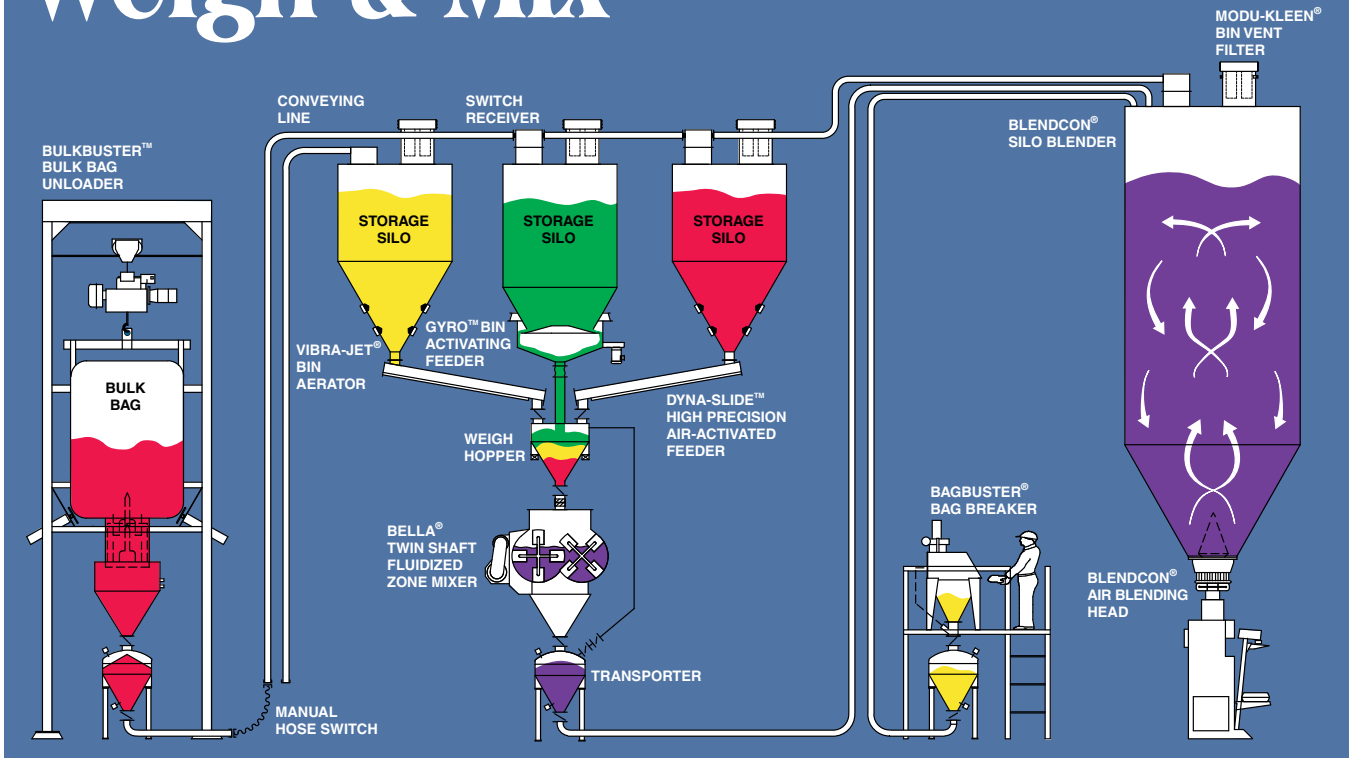 Weigh & Mix
MODU-KLEEN®
BIN VENT
FILTER
CONVEYING
LINE
SWITCH
RECEIVER
BLENDCON®
SILO BLENDER
BULKBUSTER™
BULK BAG
UNLOADER
STORAGE
SILO
STORAGE
SILO
STORAGE
SILO
VIBRA-JET®
BIN
AERATOR
GYRO™ BIN
ACTIVATING
FEEDER
BULK
BAG
DYNA-SLIDE™
HIGH PRECISION
AIR-ACTIVATED
FEEDER
WEIGH
HOPPER
BAGBUSTER®
BAG BREAKER
BELLA®
TWIN SHAFT
FLUIDIZED
ZONE MIXER
BLENDCON®
AIR BLENDING
HEAD
TRANSPORTER
MANUAL
HOSE SWITCH